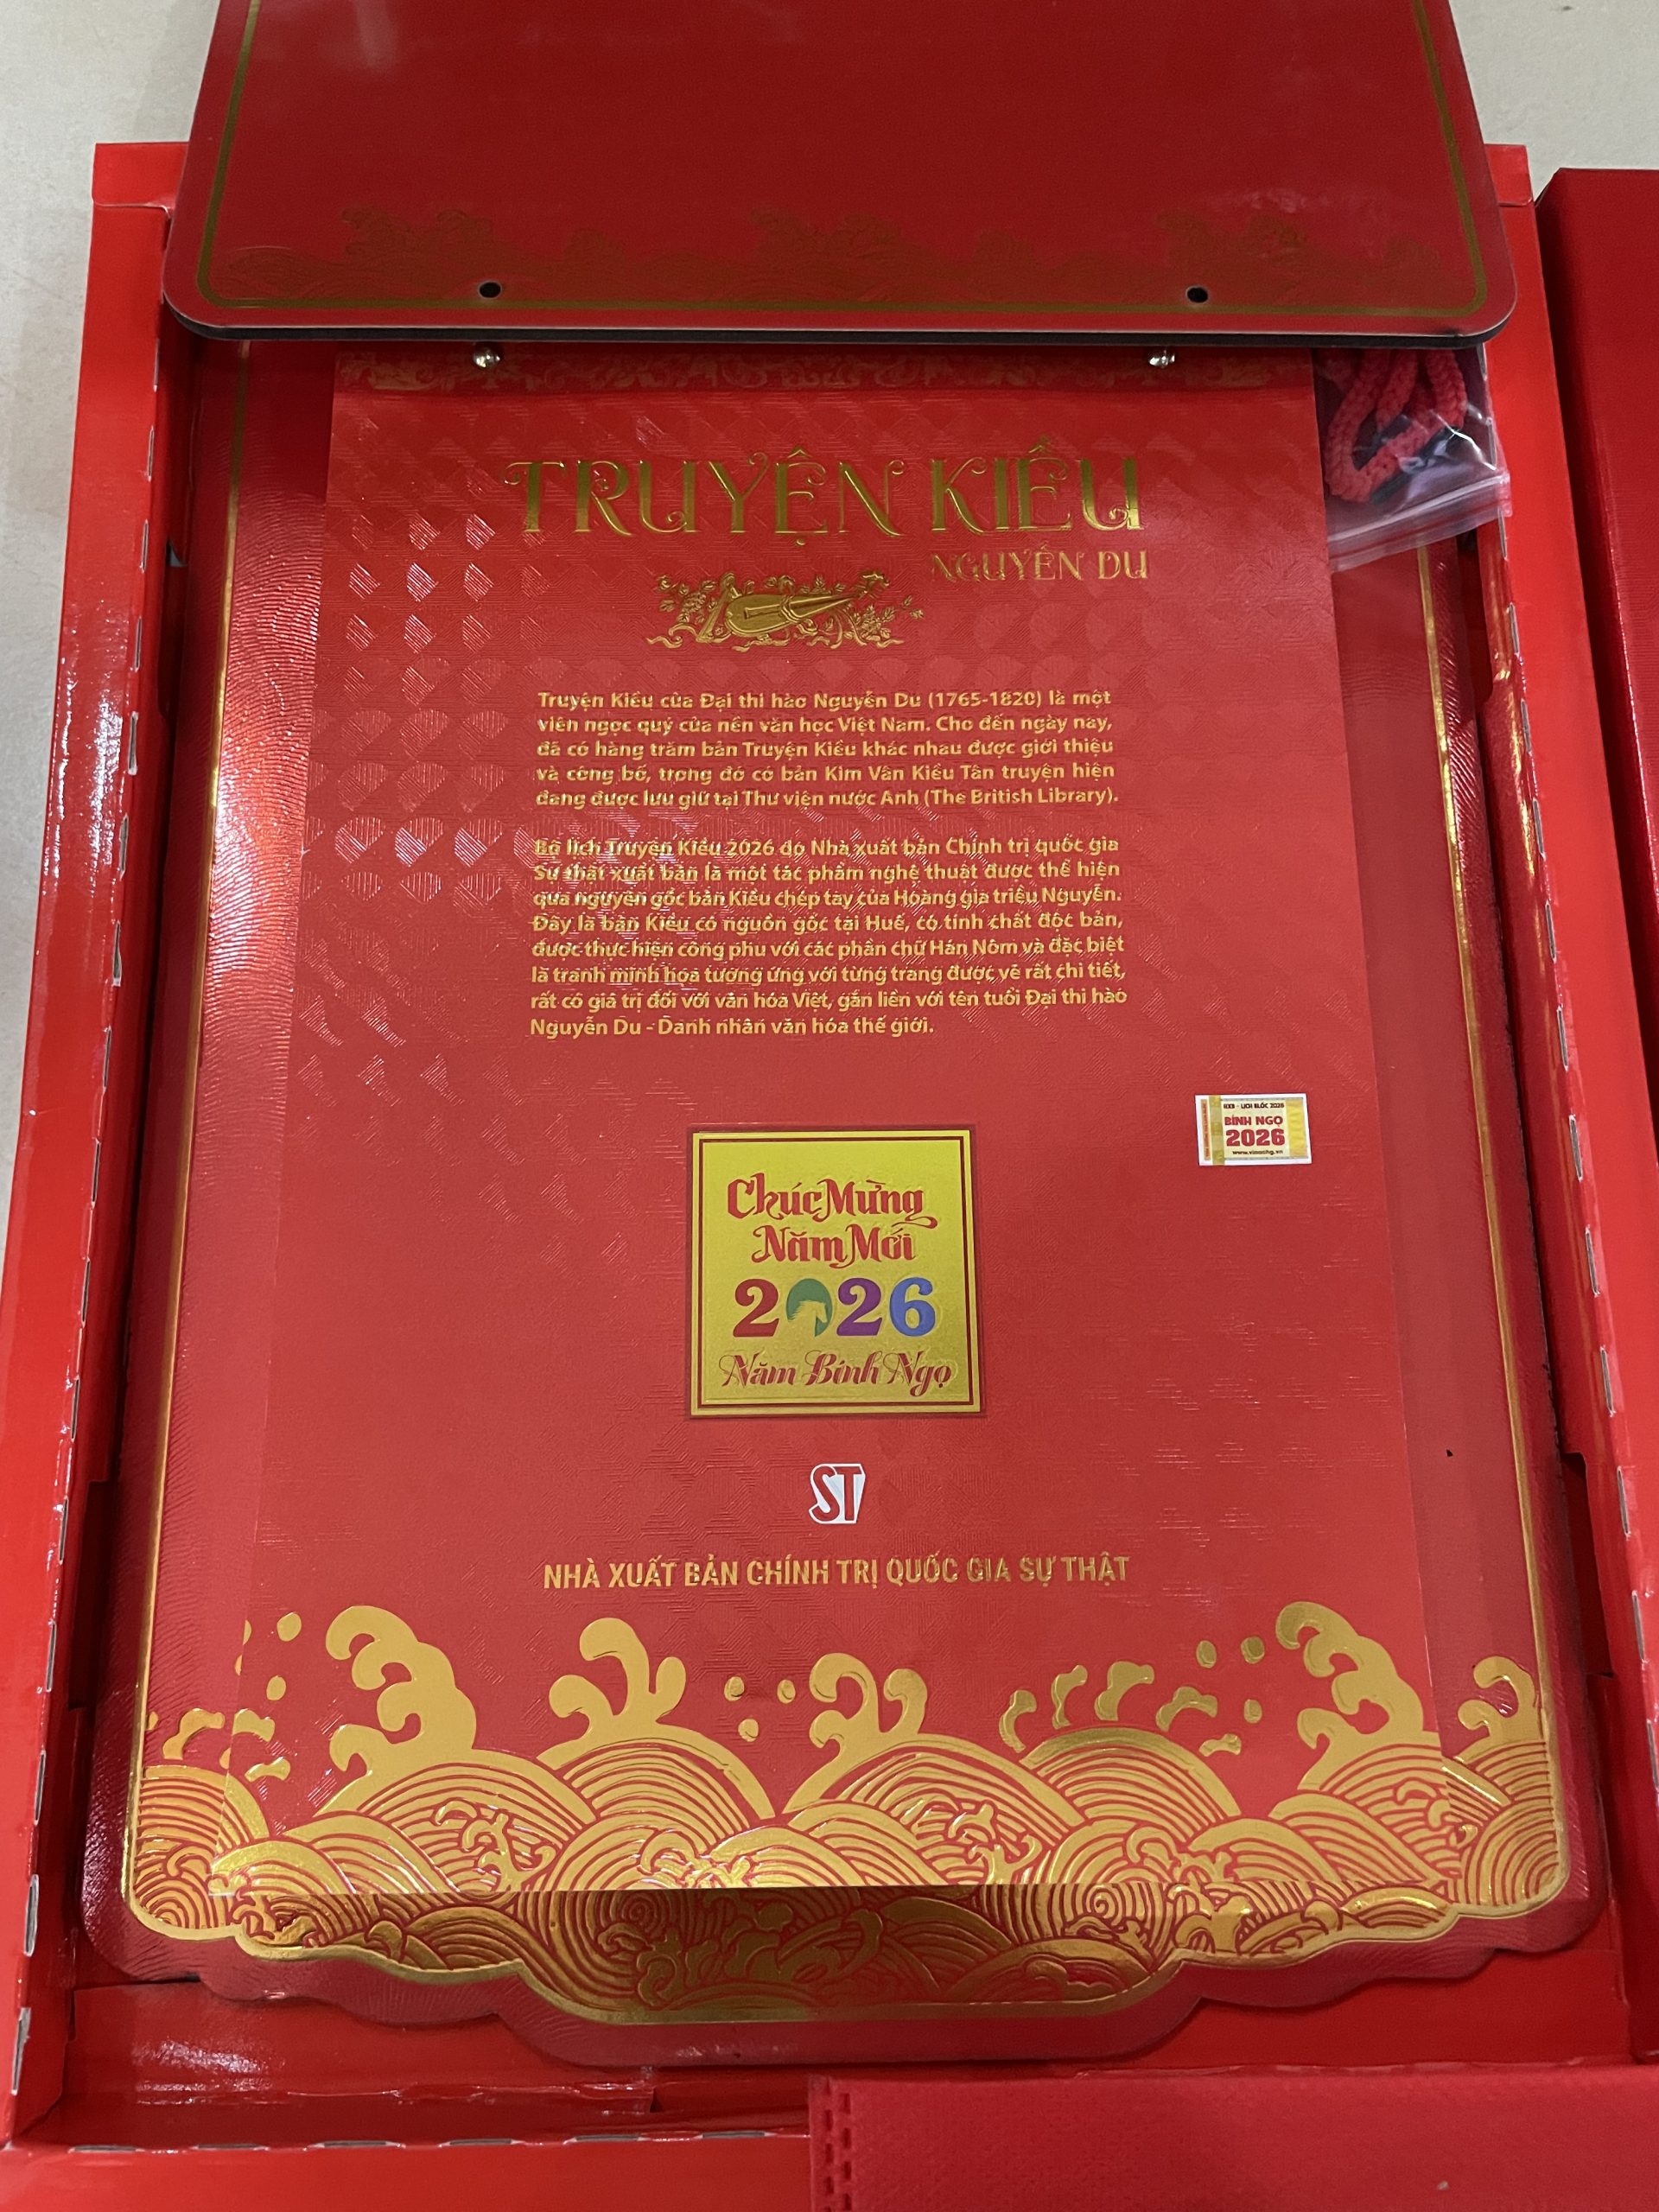 TRUYỆN KIỀU
NGUYỄN DU
Truyện Kiều của Đại thi hào Nguyễn Du (1765-1820) là một
viên ngọc quý của nền văn học Việt Nam. Cho đến ngày nay,
đã có hàng trăm bản Truyện Kiều khác nhau được giới thiệu
và công bố, trong đó có bản Kim Vân Kiều Tân truyện hiện
đang được lưu giữ tại Thư viện nước Anh (The British Library).
Bộ lịch Truyện Kiều 2026 do Nhà xuất bản Chính trị quốc gia
Sự thật xuất bản là một tác phẩm nghệ thuật được thể hiện
qua nguyên gốc bản Kiều chép tay của Hoàng gia triều Nguyễn.
Đây là bản Kiều có nguồn gốc tại Huế, có tính chất độc bản,
được thực hiện công phu với các phần chữ Hán Nôm và đặc biệt
là tranh minh họa tương ứng với từng trang được vẽ rất chi tiết,
rất có giá trị đối với văn hóa Việt, gắn liền với tên tuổi Đại thi hào
Nguyễn Du - Danh nhân văn hóa thế giới.
LỊCH BLỐC 2026
BÍNH NGỌ
2026
Chúc Mừng
Năm Mới
2026
Năm Bính Ngọ
ST
NHÀ XUẤT BẢN CHÍNH TRỊ QUỐC GIA SỰ THẬT